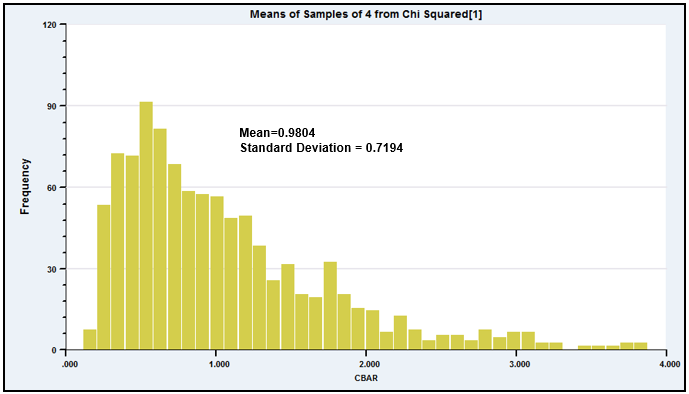 Means of Samples of 4 from Chi Squared[1]
120
90
60
30
0
Frequency
Mean=0.9804
Standard Deviation = 0.7194
.000 1.000 2.000 3.000 4.000
CBAR